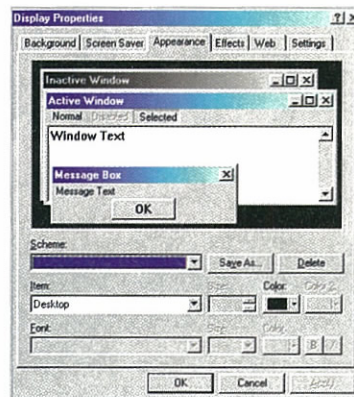 Display Properties
Background Screen Saver Appearance Effects Web Settings
Inactive Window
Active Window
Normal Disabled Selected
Window Text
Message Box
Message Text
OK
Scheme:
Save As... Delete
Item: Size: Color: Color 2:
Desktop
Font: Size: Color:
B I
OK Cancel Apply